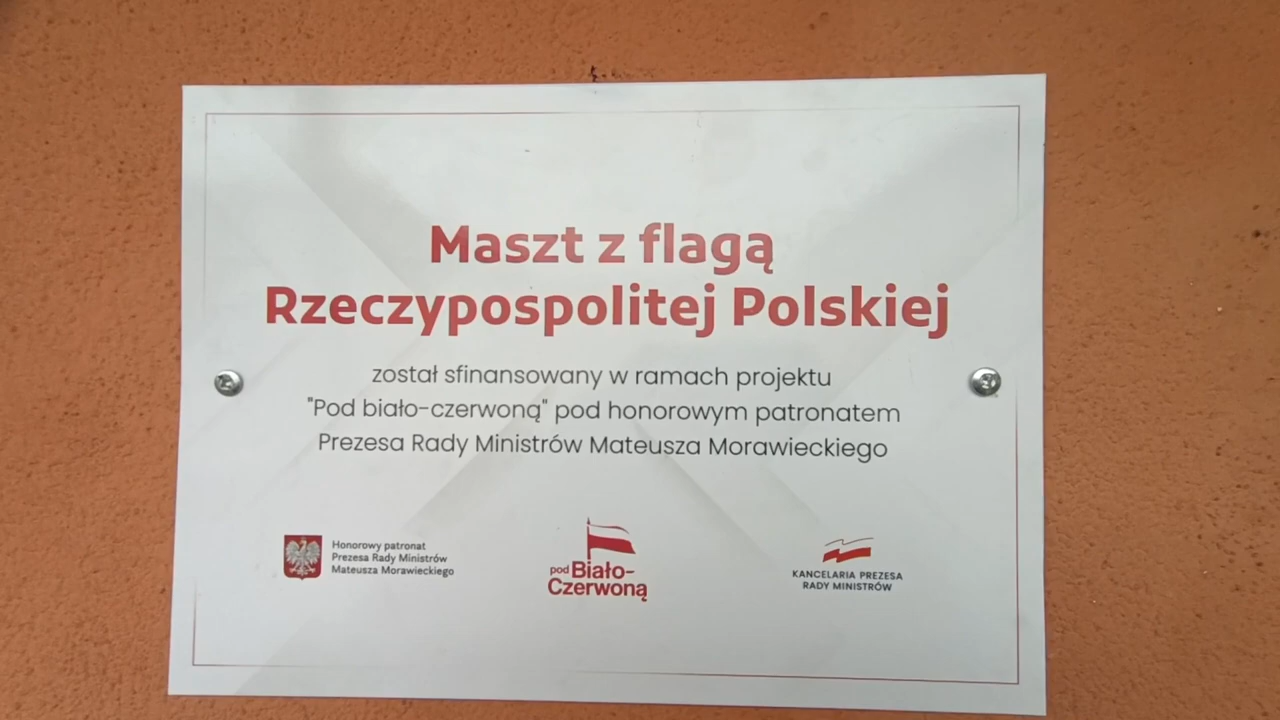 Maszt z flagą
Rzeczypospolitej Polskiej
został sfinansowany w ramach projektu
"Pod biało-czerwoną" pod honorowym patronatem
Prezesa Rady Ministrów Mateusza Morawieckiego
Honorowy patronat
Prezesa Rady Ministrów
Mateusza Morawieckiego
pod Biało-
Czerwoną
KANCELARIA PREZESA
RADY MINISTRÓW